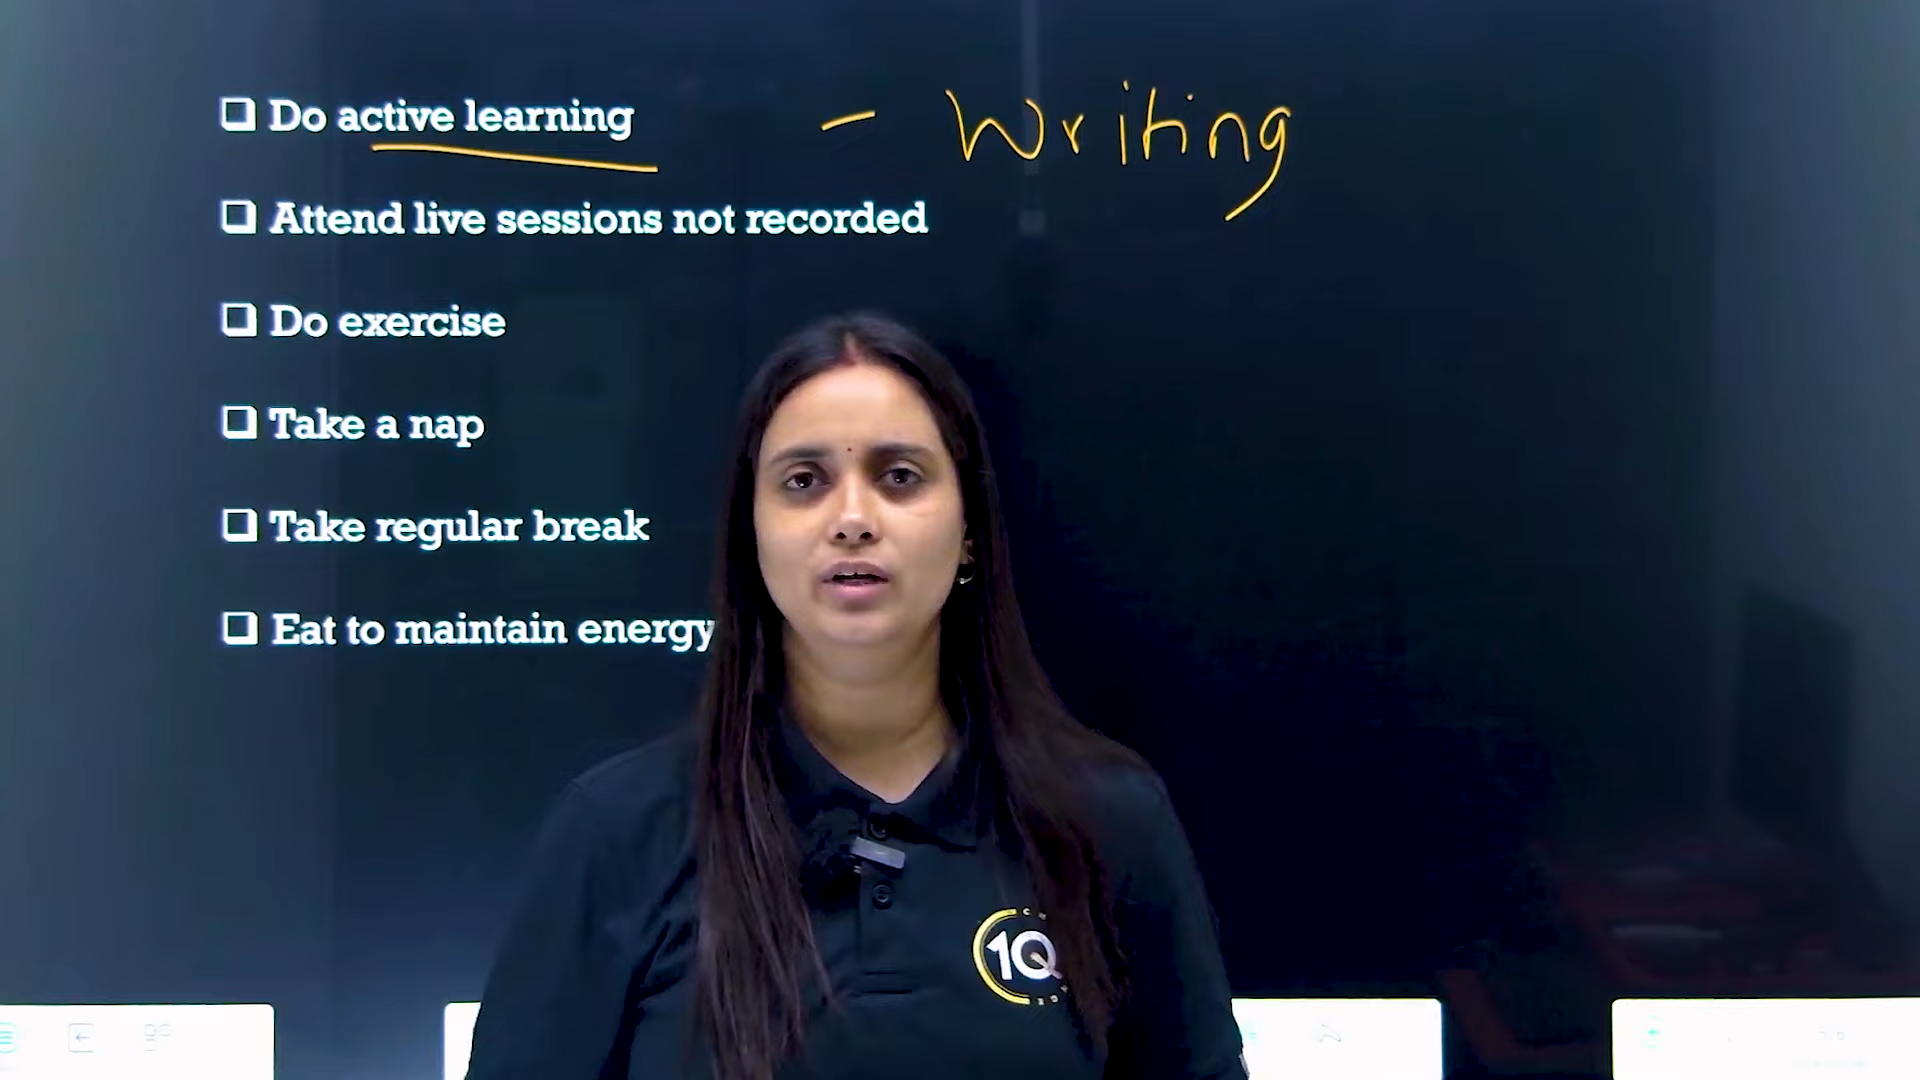 Do active learning - Writing
Attend live sessions not recorded
Do exercise
Take a nap
Take regular break
Eat to maintain energy
1Q